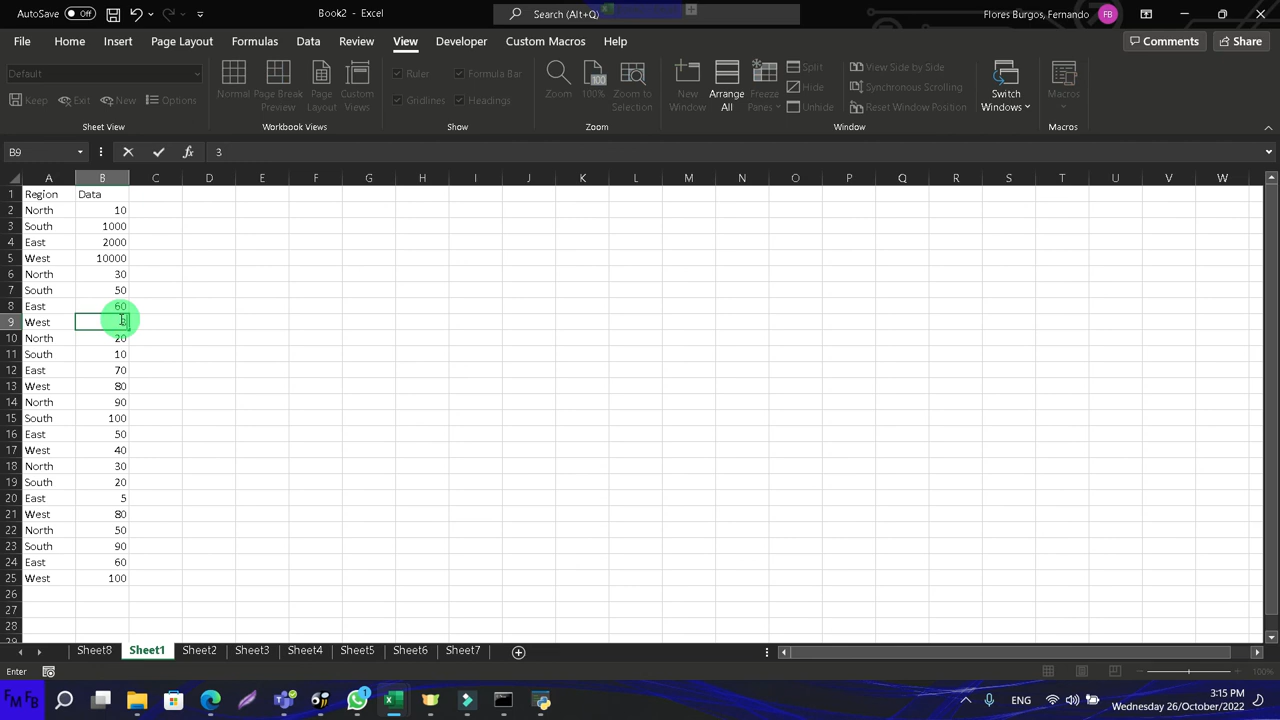 AutoSave Off Book2 - Excel Search (Alt+Q) Flores Burgos, Fernando FB
File Home Insert Page Layout Formulas Data Review View Developer Custom Macros Help Comments Share
Default Ruler Formula Bar Split View Side by Side
Keep Exit New Options Normal Page Break Preview Page Layout Custom Views Gridlines Headings Zoom 100% Zoom to Selection New Window Arrange All Freeze Panes Hide Unhide Synchronous Scrolling Reset Window Position Switch Windows Macros
Sheet View Workbook Views Show Zoom Window Macros
B9 fx 3
A B C D E F G H I J K L M N O P Q R S T U V W
1 Region Data
2 North 10
3 South 1000
4 East 2000
5 West 10000
6 North 30
7 South 50
8 East 60
9 West 3
10 North 20
11 South 10
12 East 70
13 West 80
14 North 90
15 South 100
16 East 50
17 West 40
18 North 30
19 South 20
20 East 5
21 West 80
22 North 50
23 South 90
24 East 60
25 West 100
26
27
28
29
Sheet8 Sheet1 Sheet2 Sheet3 Sheet4 Sheet5 Sheet6 Sheet7
Enter 100%
FM FB 1 ENG 3:15 PM
Wednesday 26/October/2022